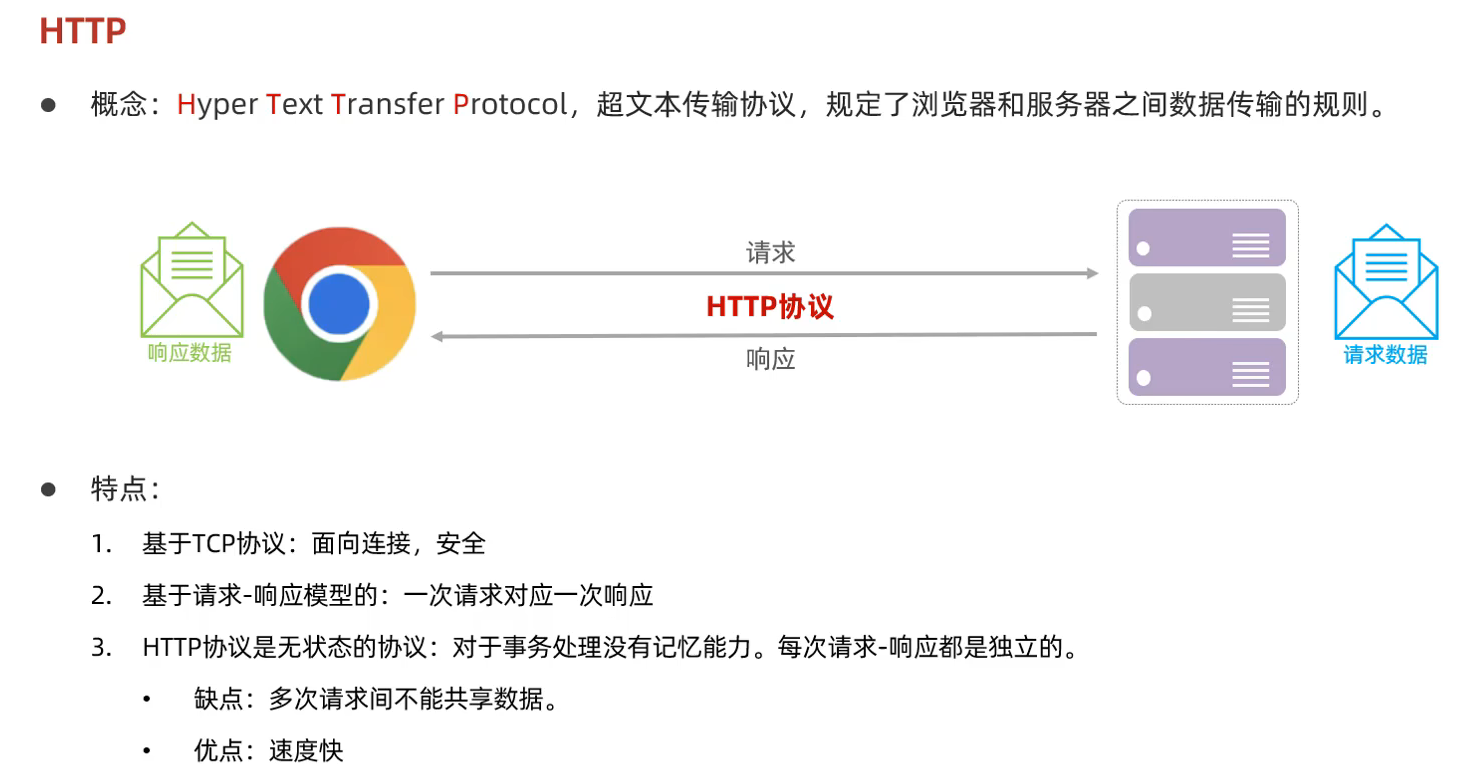 HTTP
● 概念：Hyper Text Transfer Protocol，超文本传输协议，规定了浏览器和服务器之间数据传输的规则。
请求
HTTP协议
响应
响应数据
请求数据
● 特点：
1. 基于TCP协议：面向连接，安全
2. 基于请求-响应模型的：一次请求对应一次响应
3. HTTP协议是无状态的协议：对于事务处理没有记忆能力。每次请求-响应都是独立的。
• 缺点：多次请求间不能共享数据。
• 优点：速度快